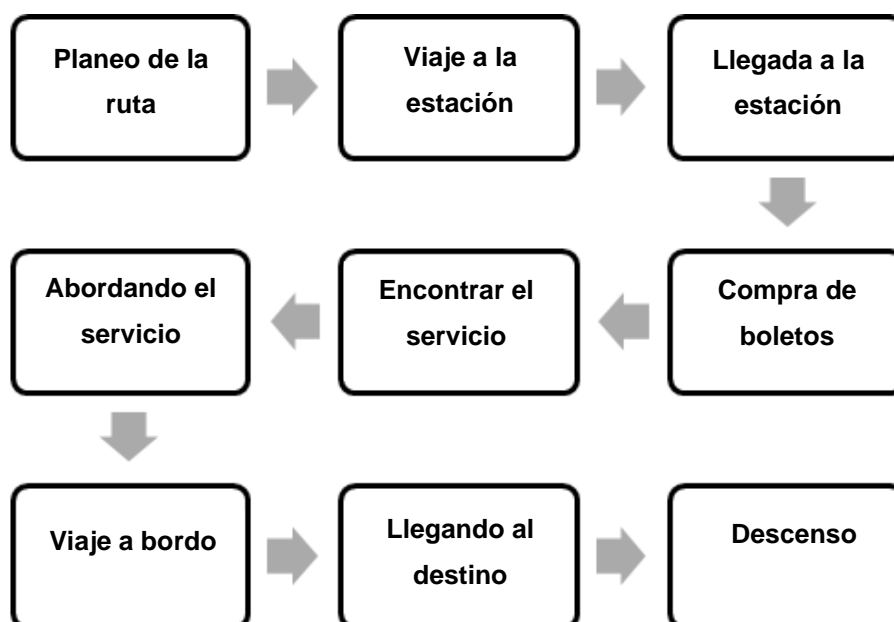 Planeo de la
ruta
Viaje a la
estación
Llegada a la
estación
Compra de
boletos
Encontrar el
servicio
Abordando el
servicio
Viaje a bordo
Llegando al
destino
Descenso